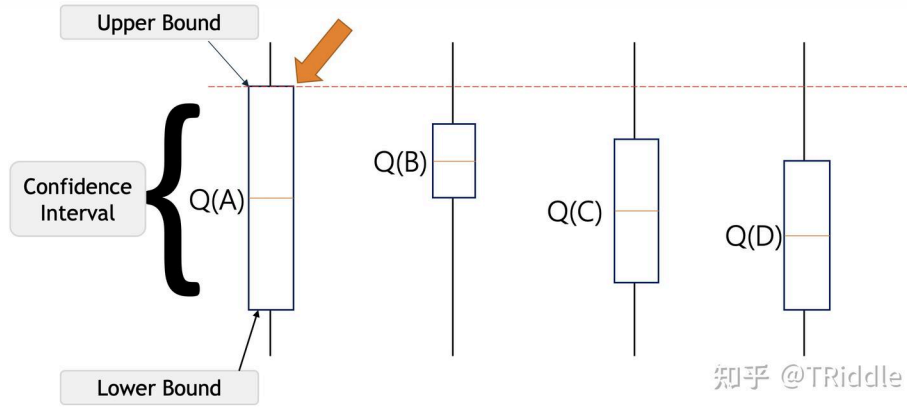 Upper Bound
Confidence
Interval
Q(A)
Q(B)
Q(C)
Q(D)
Lower Bound
知乎 @TRiddle